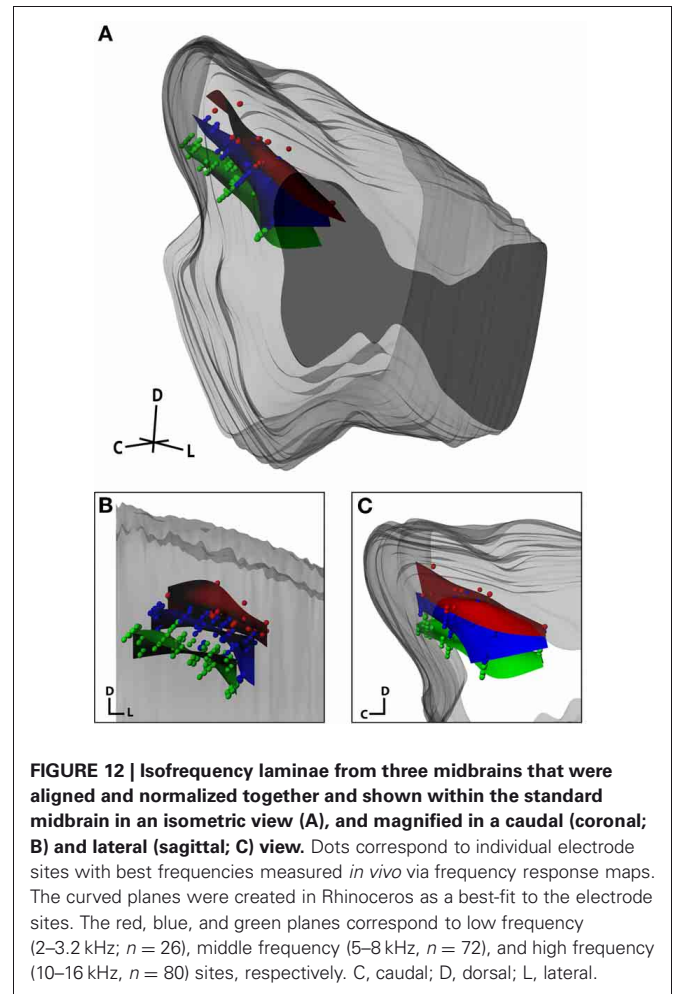 A
D
C
L
B
D
L
C
D
C
FIGURE 12 | Isofrequency laminae from three midbrains that were
aligned and normalized together and shown within the standard
midbrain in an isometric view (A), and magnified in a caudal (coronal;
B) and lateral (sagittal; C) view. Dots correspond to individual electrode
sites with best frequencies measured in vivo via frequency response maps.
The curved planes were created in Rhinoceros as a best-fit to the electrode
sites. The red, blue, and green planes correspond to low frequency
(2–3.2 kHz; n = 26), middle frequency (5–8 kHz, n = 72), and high frequency
(10–16 kHz, n = 80) sites, respectively. C, caudal; D, dorsal; L, lateral.